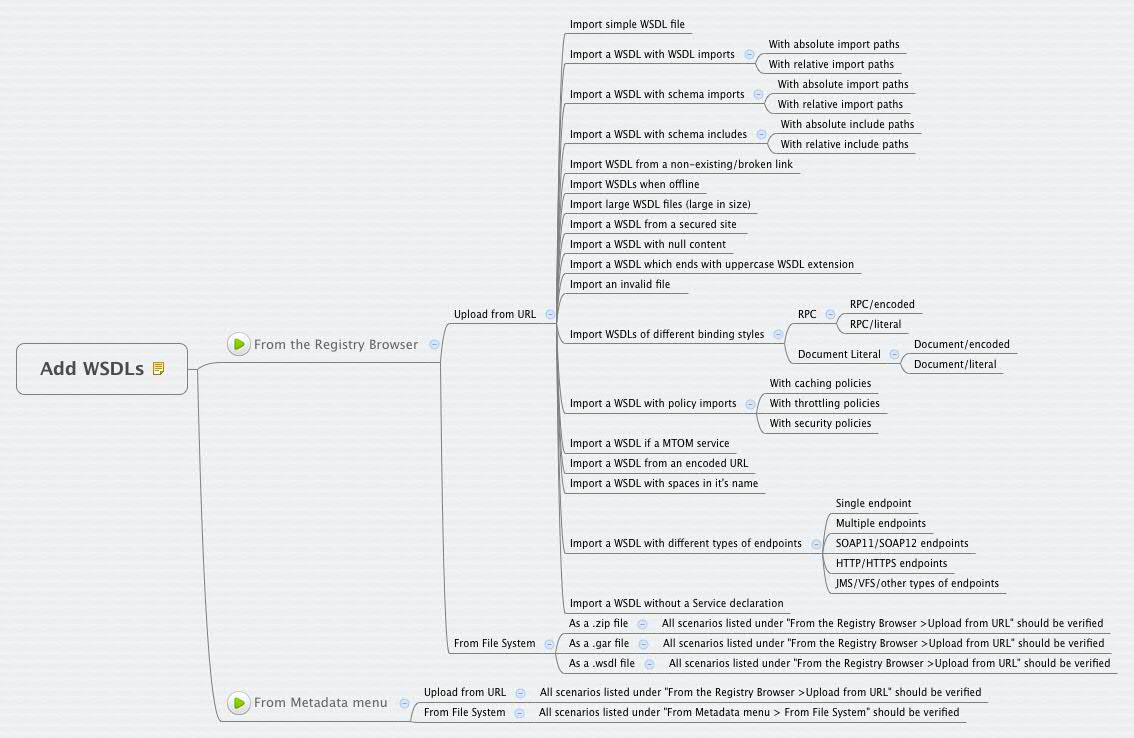 Add WSDLs
From the Registry Browser
Upload from URL
Import simple WSDL file
Import a WSDL with WSDL imports
With absolute import paths
With relative import paths
Import a WSDL with schema imports
With absolute import paths
With relative import paths
Import a WSDL with schema includes
With absolute include paths
With relative include paths
Import WSDL from a non-existing/broken link
Import WSDLs when offline
Import large WSDL files (large in size)
Import a WSDL from a secured site
Import a WSDL with null content
Import a WSDL which ends with uppercase WSDL extension
Import an invalid file
Import WSDLs of different binding styles
RPC
RPC/encoded
RPC/literal
Document Literal
Document/encoded
Document/literal
Import a WSDL with policy imports
With caching policies
With throttling policies
With security policies
Import a WSDL if a MTOM service
Import a WSDL from an encoded URL
Import a WSDL with spaces in it's name
Import a WSDL with different types of endpoints
Single endpoint
Multiple endpoints
SOAP11/SOAP12 endpoints
HTTP/HTTPS endpoints
JMS/VFS/other types of endpoints
Import a WSDL without a Service declaration
From File System
As a .zip file
All scenarios listed under "From the Registry Browser >Upload from URL" should be verified
As a .gar file
All scenarios listed under "From the Registry Browser >Upload from URL" should be verified
As a .wsdl file
All scenarios listed under "From the Registry Browser >Upload from URL" should be verified
From Metadata menu
Upload from URL
All scenarios listed under "From the Registry Browser >Upload from URL" should be verified
From File System
All scenarios listed under "From Metadata menu > From File System" should be verified